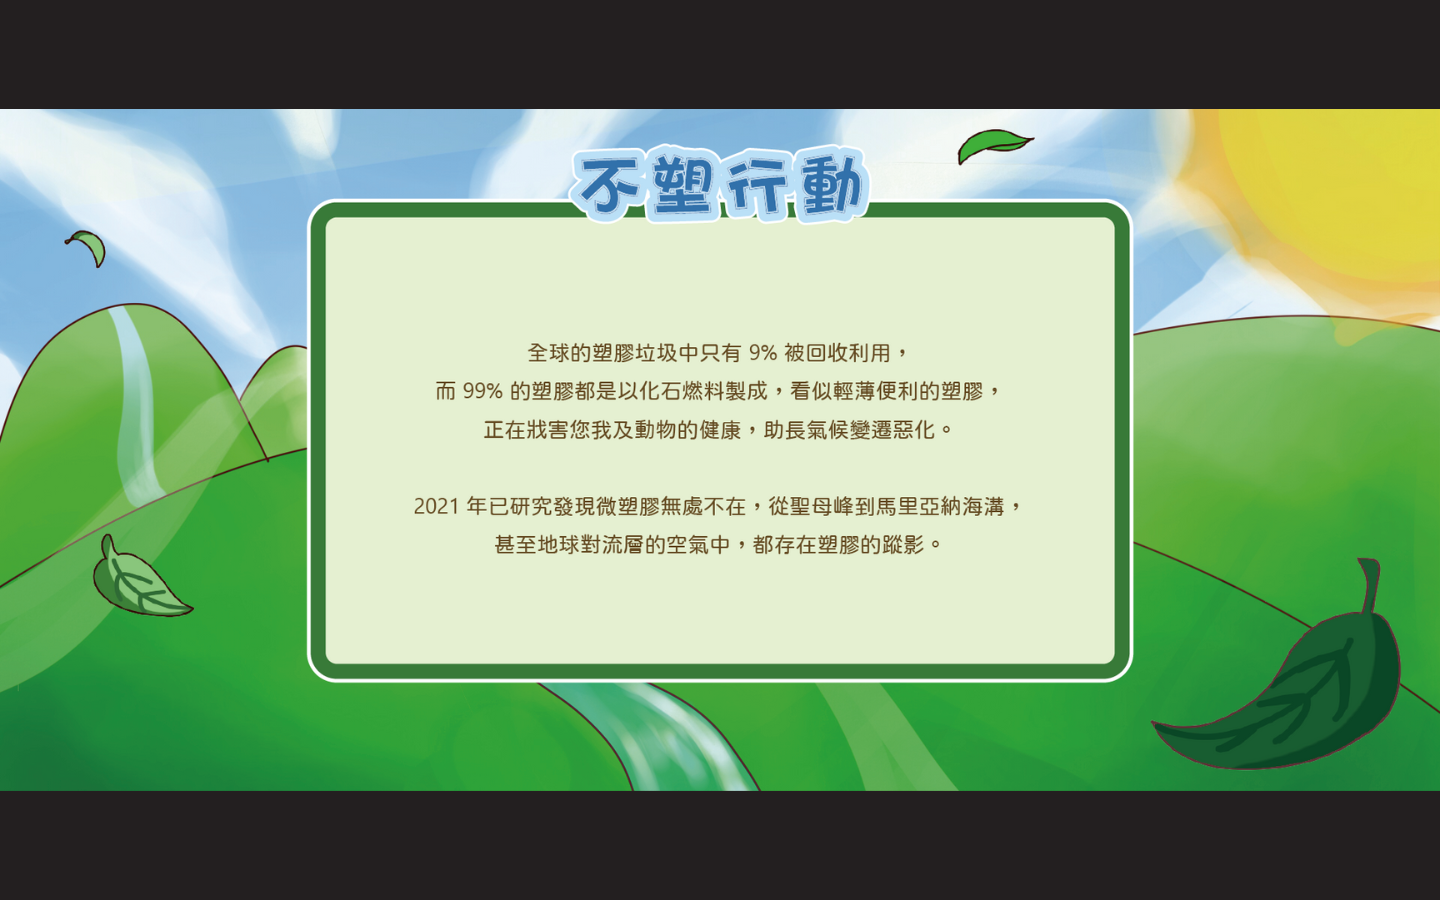 不塑行動
全球的塑膠垃圾中只有 9% 被回收利用，
而 99% 的塑膠都是以化石燃料製成，看似輕薄便利的塑膠，
正在戕害您我及動物的健康，助長氣候變遷惡化。
2021 年已研究發現微塑膠無處不在，從聖母峰到馬里亞納海溝，
甚至地球對流層的空氣中，都存在塑膠的蹤影。